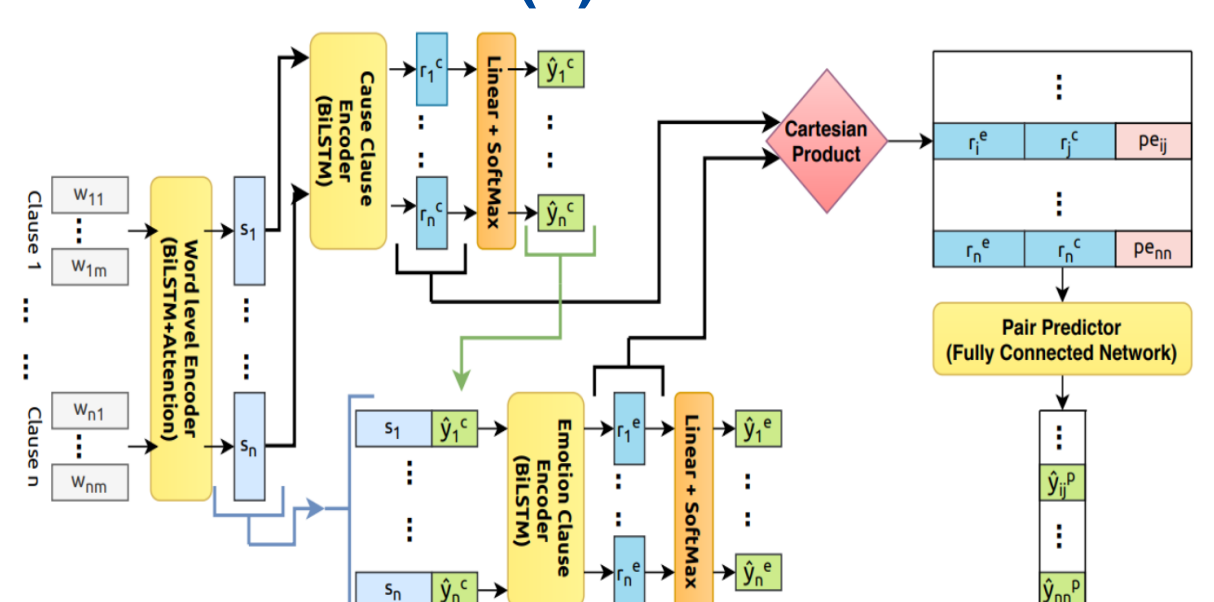 Clause 1
w11
w1m
Clause n
wn1
wnm
Word level Encoder
(BiLSTM+Attention)
s1
sn
Cause Clause
Encoder
(BiLSTM)
r1c
rnc
Linear + SoftMax
ŷ1c
ŷnc
s1 ŷ1c
sn ŷnc
Emotion Clause
Encoder
(BiLSTM)
r1e
rne
Linear + SoftMax
ŷ1e
ŷne
Cartesian
Product
rie rjc peij
rne rnc penn
Pair Predictor
(Fully Connected Network)
ŷijp
ŷnnp